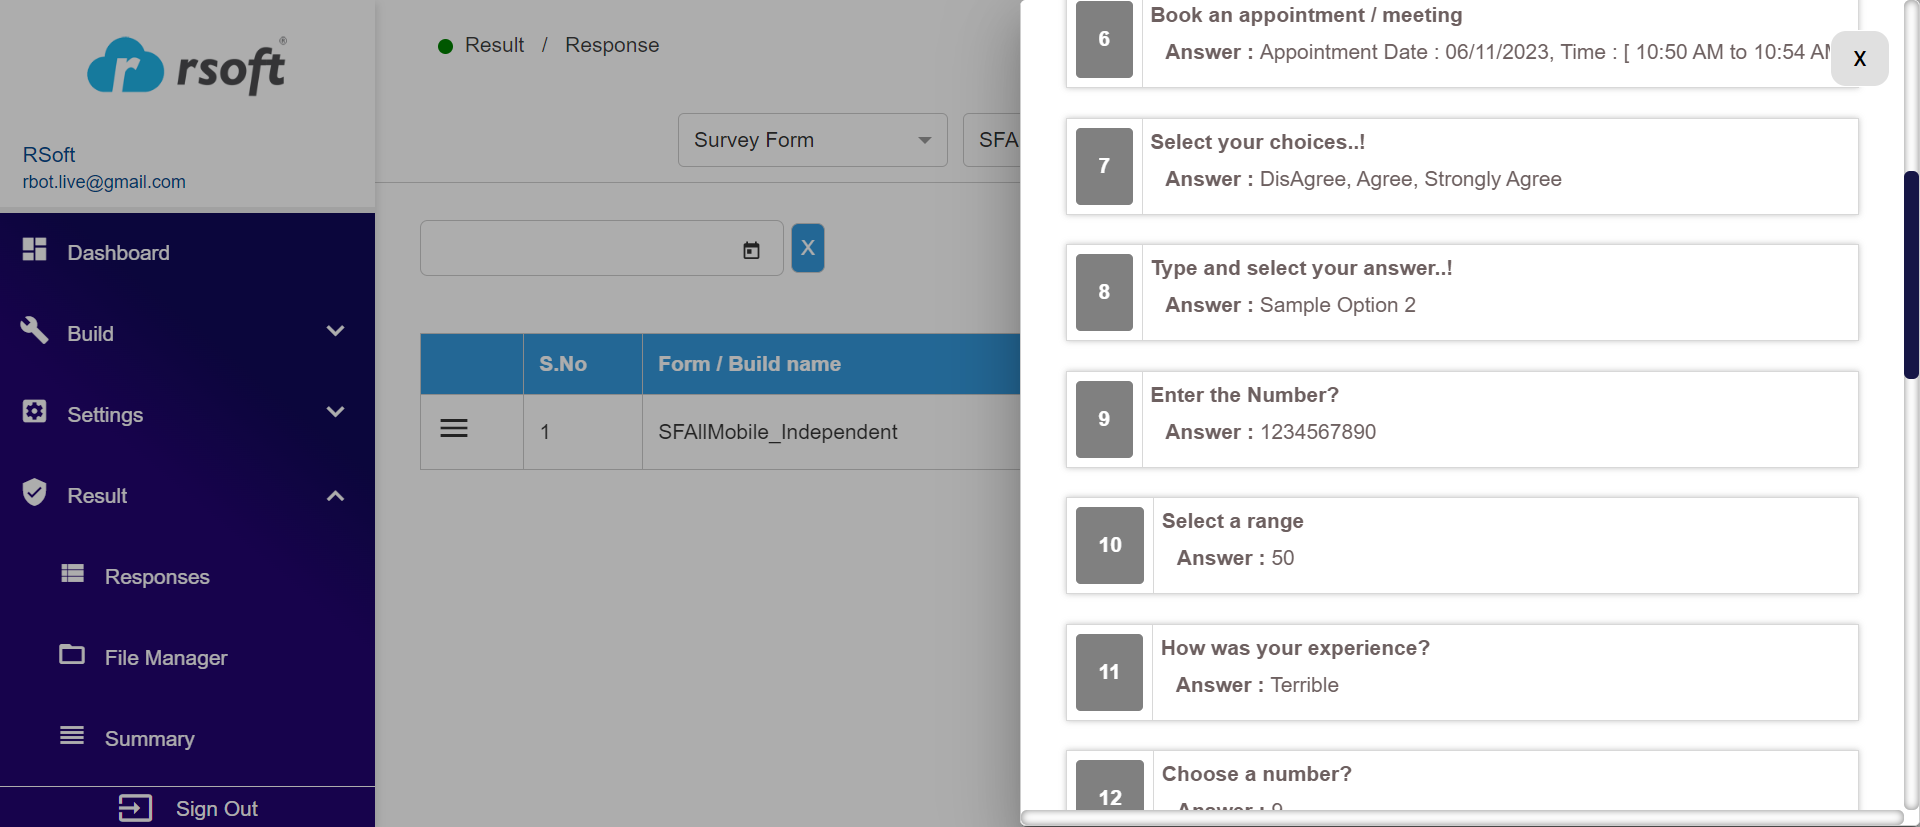 rsoft®
RSoft
rbot.live@gmail.com
Dashboard
Build
Settings
Result
Responses
File Manager
Summary
Sign Out
Result / Response
Survey Form
SFA
X
S.No
Form / Build name
1
SFAllMobile_Independent
X
6
Book an appointment / meeting
Answer : Appointment Date : 06/11/2023, Time : [ 10:50 AM to 10:54 AM
7
Select your choices..!
Answer : DisAgree, Agree, Strongly Agree
8
Type and select your answer..!
Answer : Sample Option 2
9
Enter the Number?
Answer : 1234567890
10
Select a range
Answer : 50
11
How was your experience?
Answer : Terrible
12
Choose a number?
Answer :